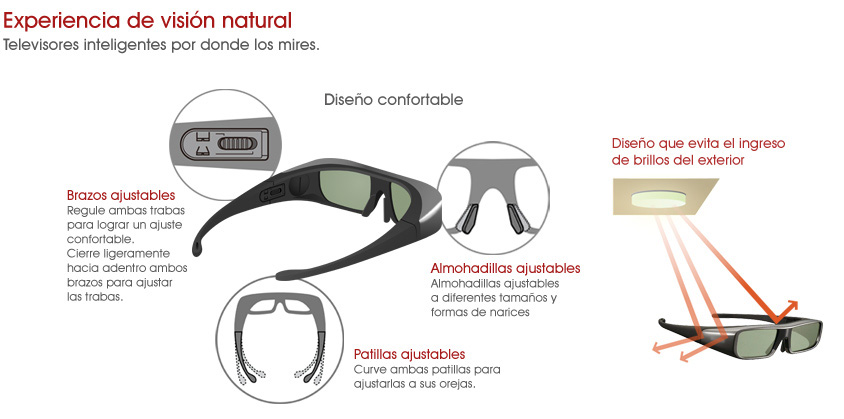 Experiencia de visión natural
Televisores inteligentes por donde los mires.
Diseño confortable
Brazos ajustables
Regule ambas trabas
para lograr un ajuste
confortable.
Cierre ligeramente
hacia adentro ambos
brazos para ajustar
las trabas.
Almohadillas ajustables
Almohadillas ajustables
a diferentes tamaños y
formas de narices
Patillas ajustables
Curve ambas patillas para
ajustarlas a sus orejas.
Diseño que evita el ingreso
de brillos del exterior